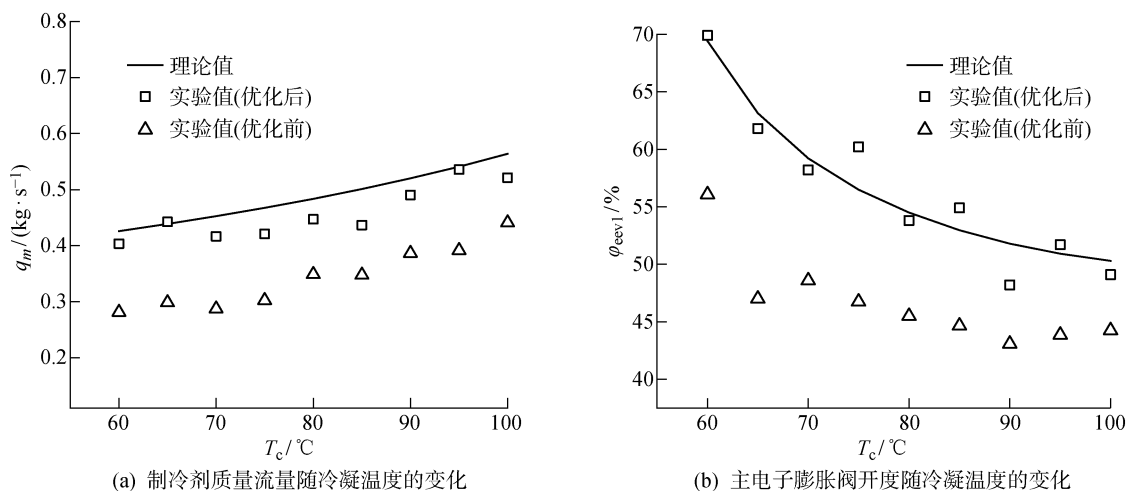 0.8
0.7
0.6
0.5
0.4
0.3
0.2
q_m/(kg·s⁻¹)
理论值
实验值(优化后)
实验值(优化前)
60 70 80 90 100
T_c/℃
(a) 制冷剂质量流量随冷凝温度的变化
70
65
60
55
50
45
40
φ_eev1/%
理论值
实验值(优化后)
实验值(优化前)
60 70 80 90 100
T_c/℃
(b) 主电子膨胀阀开度随冷凝温度的变化